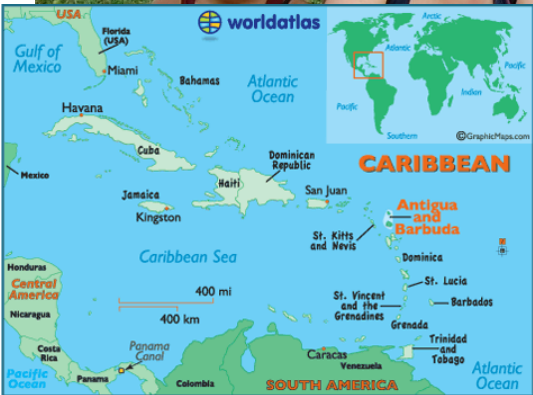 USA
worldatlas
Arctic
Florida
(USA)
Gulf of
Mexico
Atlantic
Pacific
Miami
Bahamas
Atlantic
Ocean
Indian
Pacific
Southern
©GraphicMaps.com
Havana
Cuba
Dominican
Republic
CARIBBEAN
Mexico
Haiti
San Juan
Jamaica
Kingston
Antigua
and
Barbuda
St. Kitts
and Nevis
Caribbean Sea
Dominica
Honduras
St. Lucia
Central
America
400 mi
St. Vincent
and the
Grenadines
Barbados
Nicaragua
400 km
Grenada
Costa
Rica
Panama
Canal
Trinidad
and
Tobago
Caracas
Venezuela
Pacific
Ocean
Panama
Colombia
SOUTH AMERICA
Atlantic
Ocean